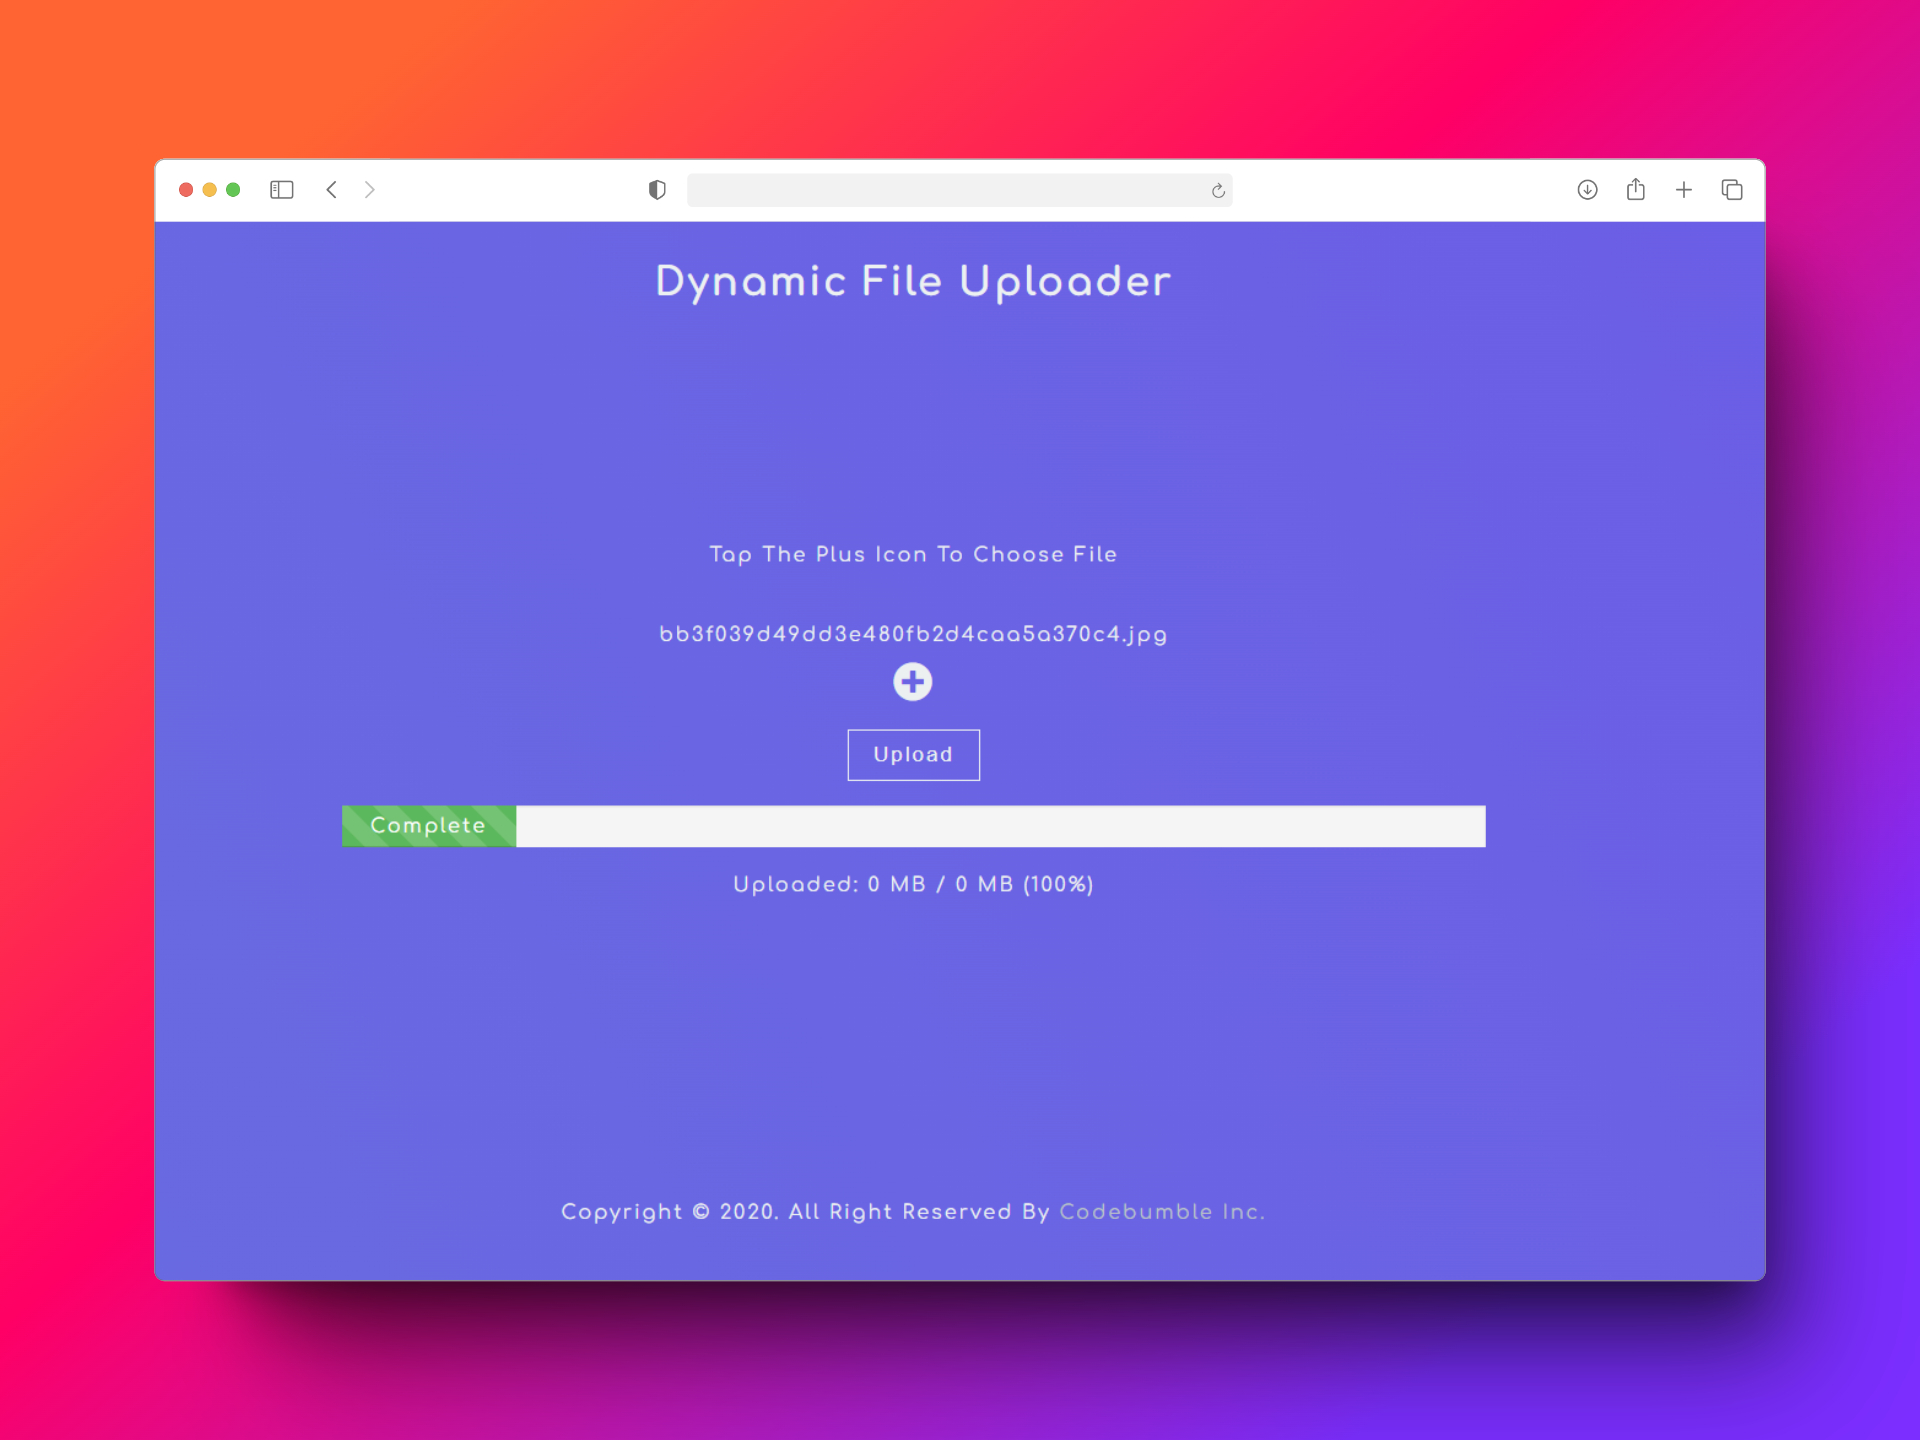 Dynamic File Uploader
Tap The Plus Icon To Choose File
bb3f039d49dd3e480fb2d4caa5a370c4.jpg
Upload
Complete
Uploaded: 0 MB / 0 MB (100%)
Copyright © 2020. All Right Reserved By Codebumble Inc.